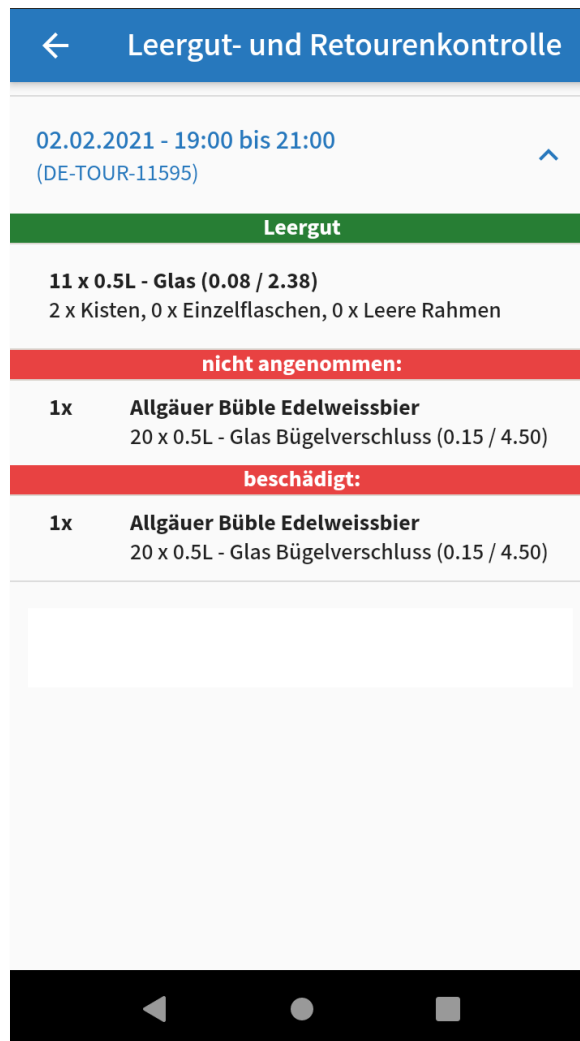 Leergut- und Retourenkontrolle
02.02.2021 - 19:00 bis 21:00
(DE-TOUR-11595)
Leergut
11 x 0.5L - Glas (0.08 / 2.38)
2 x Kisten, 0 x Einzelflaschen, 0 x Leere Rahmen
nicht angenommen:
1x Allgäuer Büble Edelweissbier
20 x 0.5L - Glas Bügelverschluss (0.15 / 4.50)
beschädigt:
1x Allgäuer Büble Edelweissbier
20 x 0.5L - Glas Bügelverschluss (0.15 / 4.50)